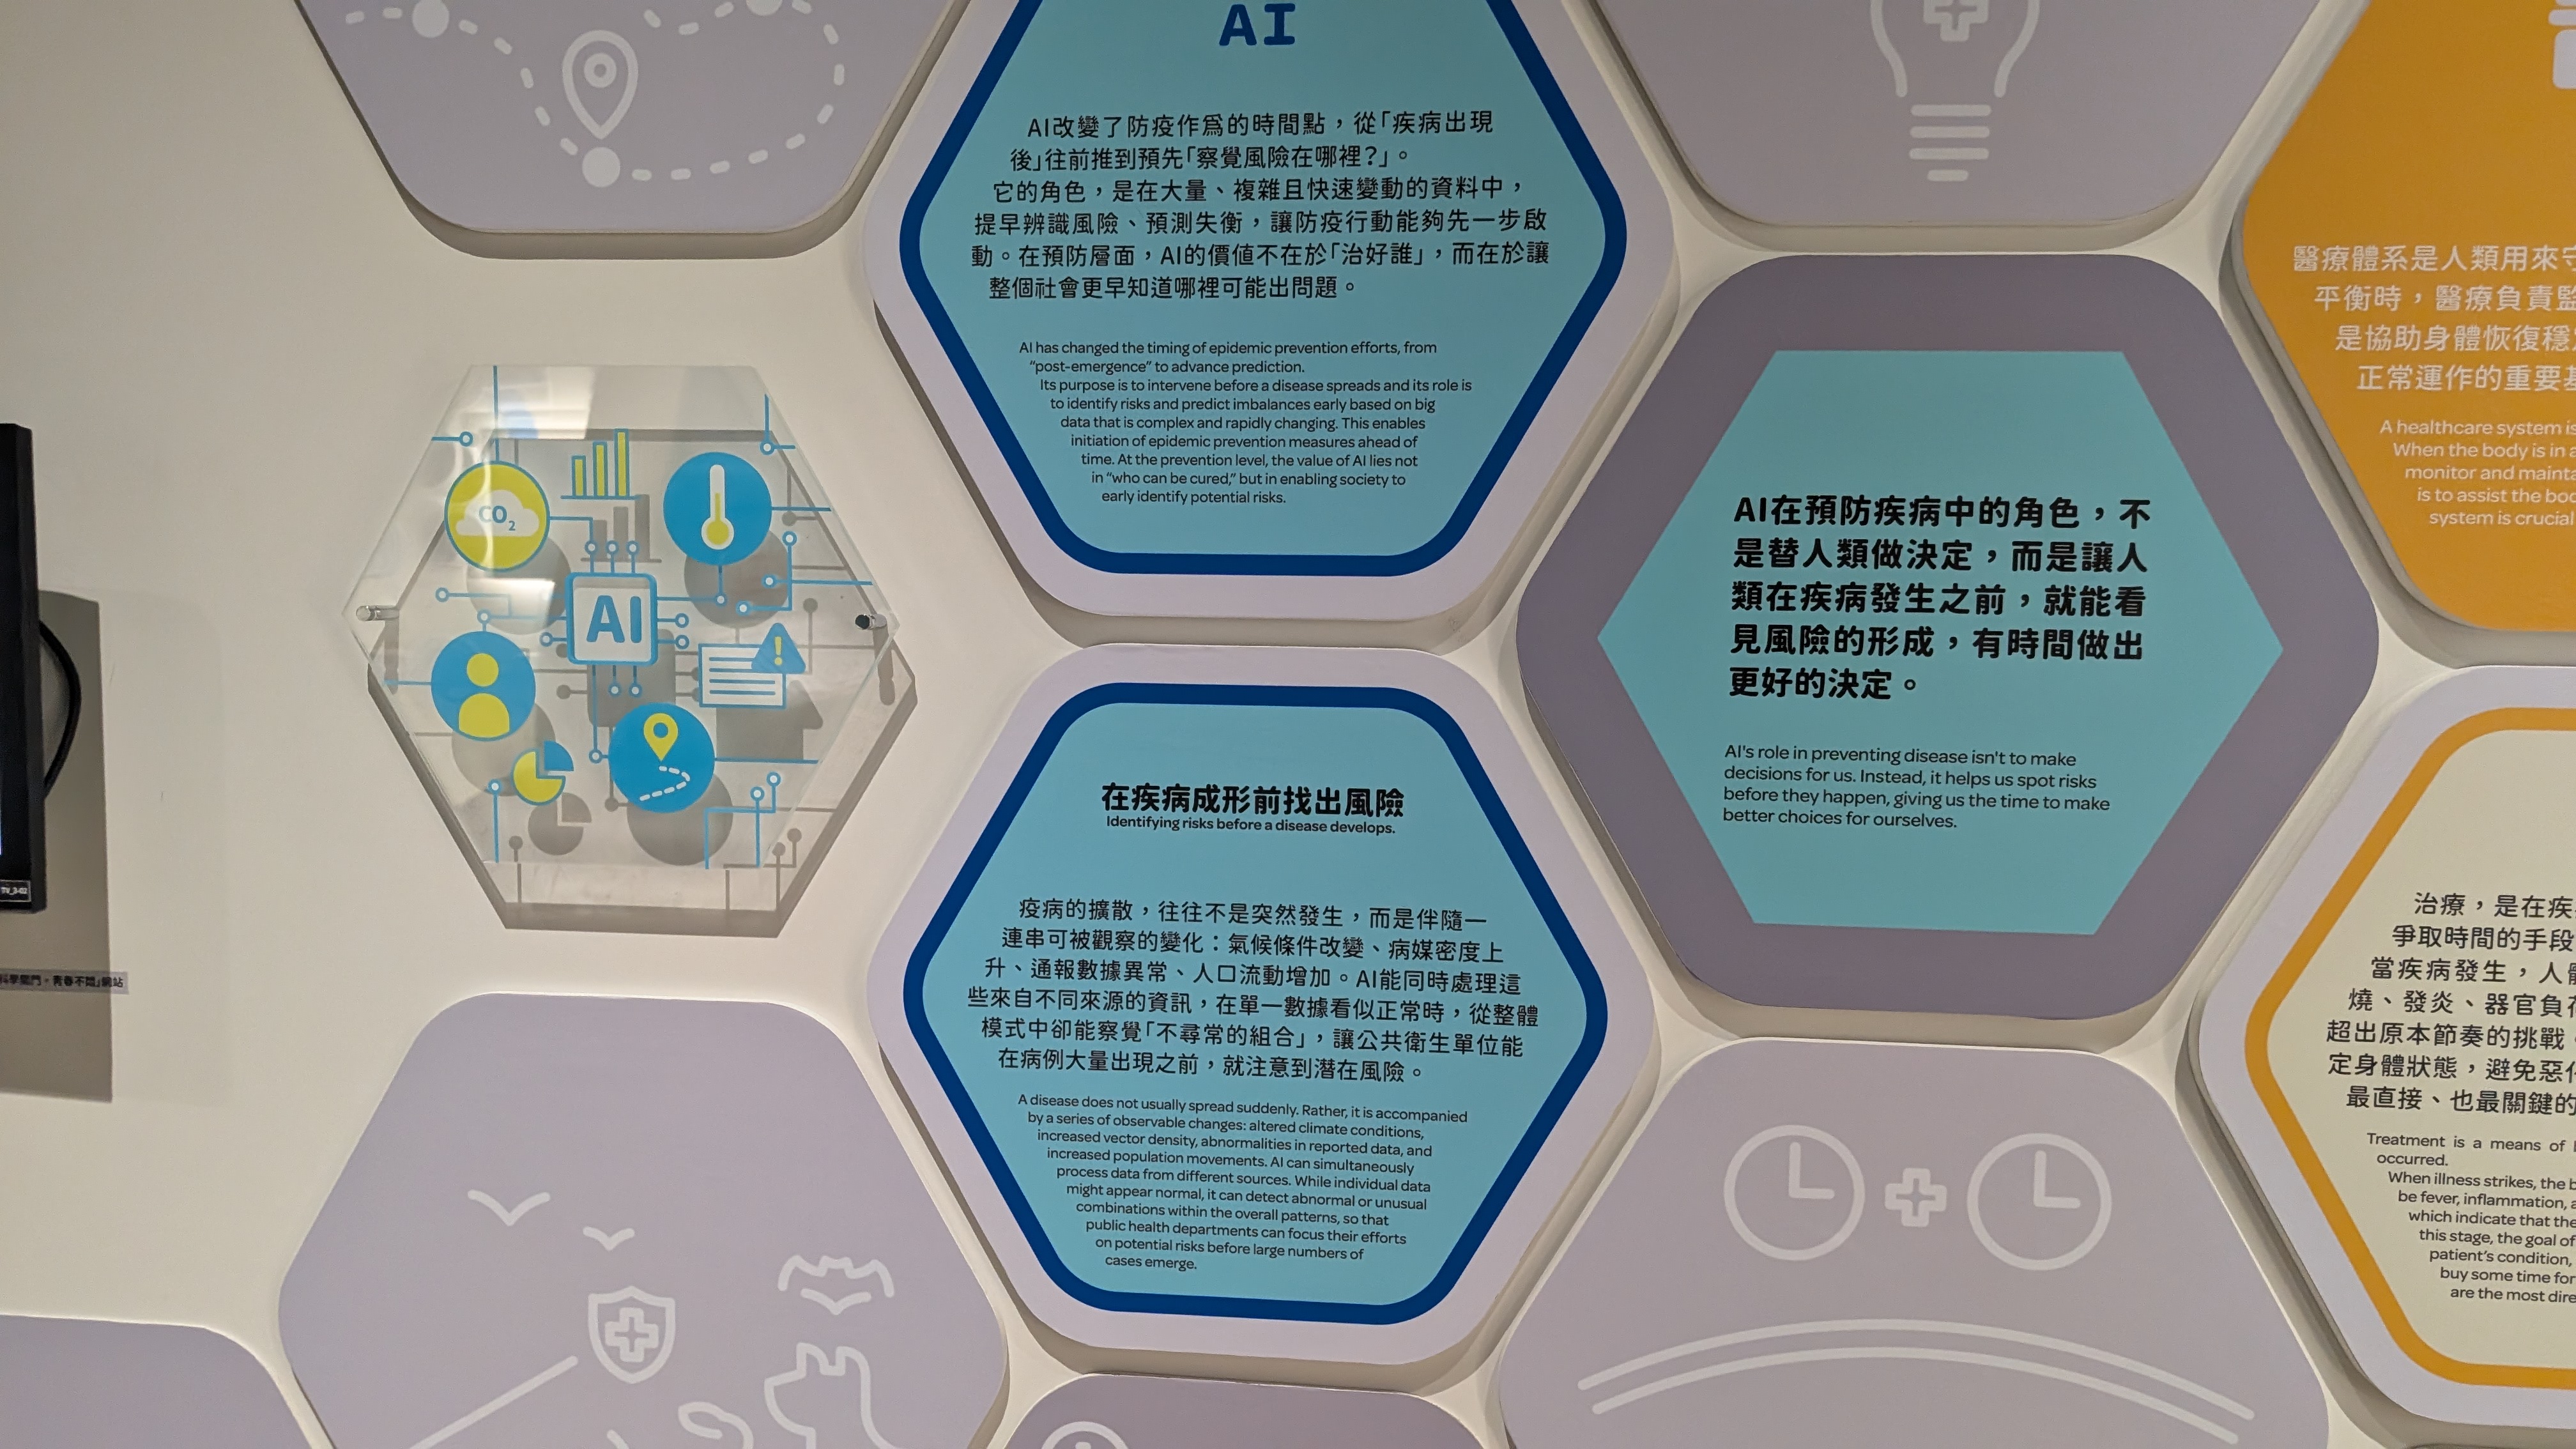 AI
AI改變了防疫作為的時間點，從「疾病出現
後」往前推到預先「察覺風險在哪裡？」。
它的角色，是在大量、複雜且快速變動的資料中，
提早辨識風險、預測失衡，讓防疫行動能夠先一步啟
動。在預防層面，AI的價值不在於「治好誰」，而在於讓
整個社會更早知道哪裡可能出問題。
AI has changed the timing of epidemic prevention efforts, from
“post-emergence” to advance prediction.
Its purpose is to intervene before a disease spreads and its role is
to identify risks and predict imbalances early based on big
data that is complex and rapidly changing. This enables
initiation of epidemic prevention measures ahead of
time. At the prevention level, the value of AI lies not
in “who can be cured,” but in enabling society to
early identify potential risks.
CO2
AI
在疾病成形前找出風險
Identifying risks before a disease develops.
疫病的擴散，往往不是突然發生，而是伴隨一
連串可被觀察的變化：氣候條件改變、病媒密度上
升、通報數據異常、人口流動增加。AI能同時處理這
些來自不同來源的資訊，在單一數據看似正常時，從整體
模式中卻能察覺「不尋常的組合」，讓公共衛生單位能
在病例大量出現之前，就注意到潛在風險。
A disease does not usually spread suddenly. Rather, it is accompanied
by a series of observable changes: altered climate conditions,
increased vector density, abnormalities in reported data, and
increased population movements. AI can simultaneously
process data from different sources. While individual data
might appear normal, it can detect abnormal or unusual
combinations within the overall patterns, so that
public health departments can focus their efforts
on potential risks before large numbers of
cases emerge.
AI在預防疾病中的角色，不
是替人類做決定，而是讓人
類在疾病發生之前，就能看
見風險的形成，有時間做出
更好的決定。
AI's role in preventing disease isn't to make
decisions for us. Instead, it helps us spot risks
before they happen, giving us the time to make
better choices for ourselves.
醫療體系是人類用來守
平衡時，醫療負責監
是協助身體恢復穩
正常運作的重要
A healthcare system is
When the body is in a
monitor and mainta
is to assist the bo
system is crucial
治療，是在疾
爭取時間的手段
當疾病發生，人
燒、發炎、器官負
超出原本節奏的挑戰
定身體狀態，避免惡
最直接、也最關鍵的
Treatment is a means of
occurred.
When illness strikes, the b
be fever, inflammation, a
which indicate that the
this stage, the goal of
patient’s condition,
buy some time for
are the most dire